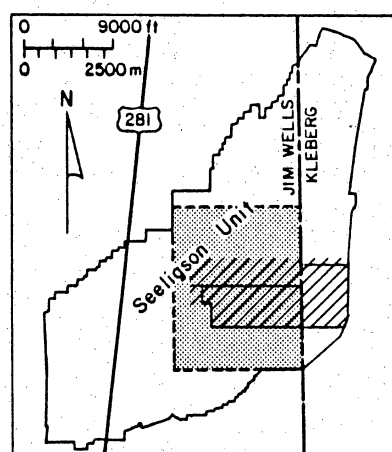 0 9000 ft
0 2500 m
N
281
JIM WELLS
KLEBERG
Seeligson Unit